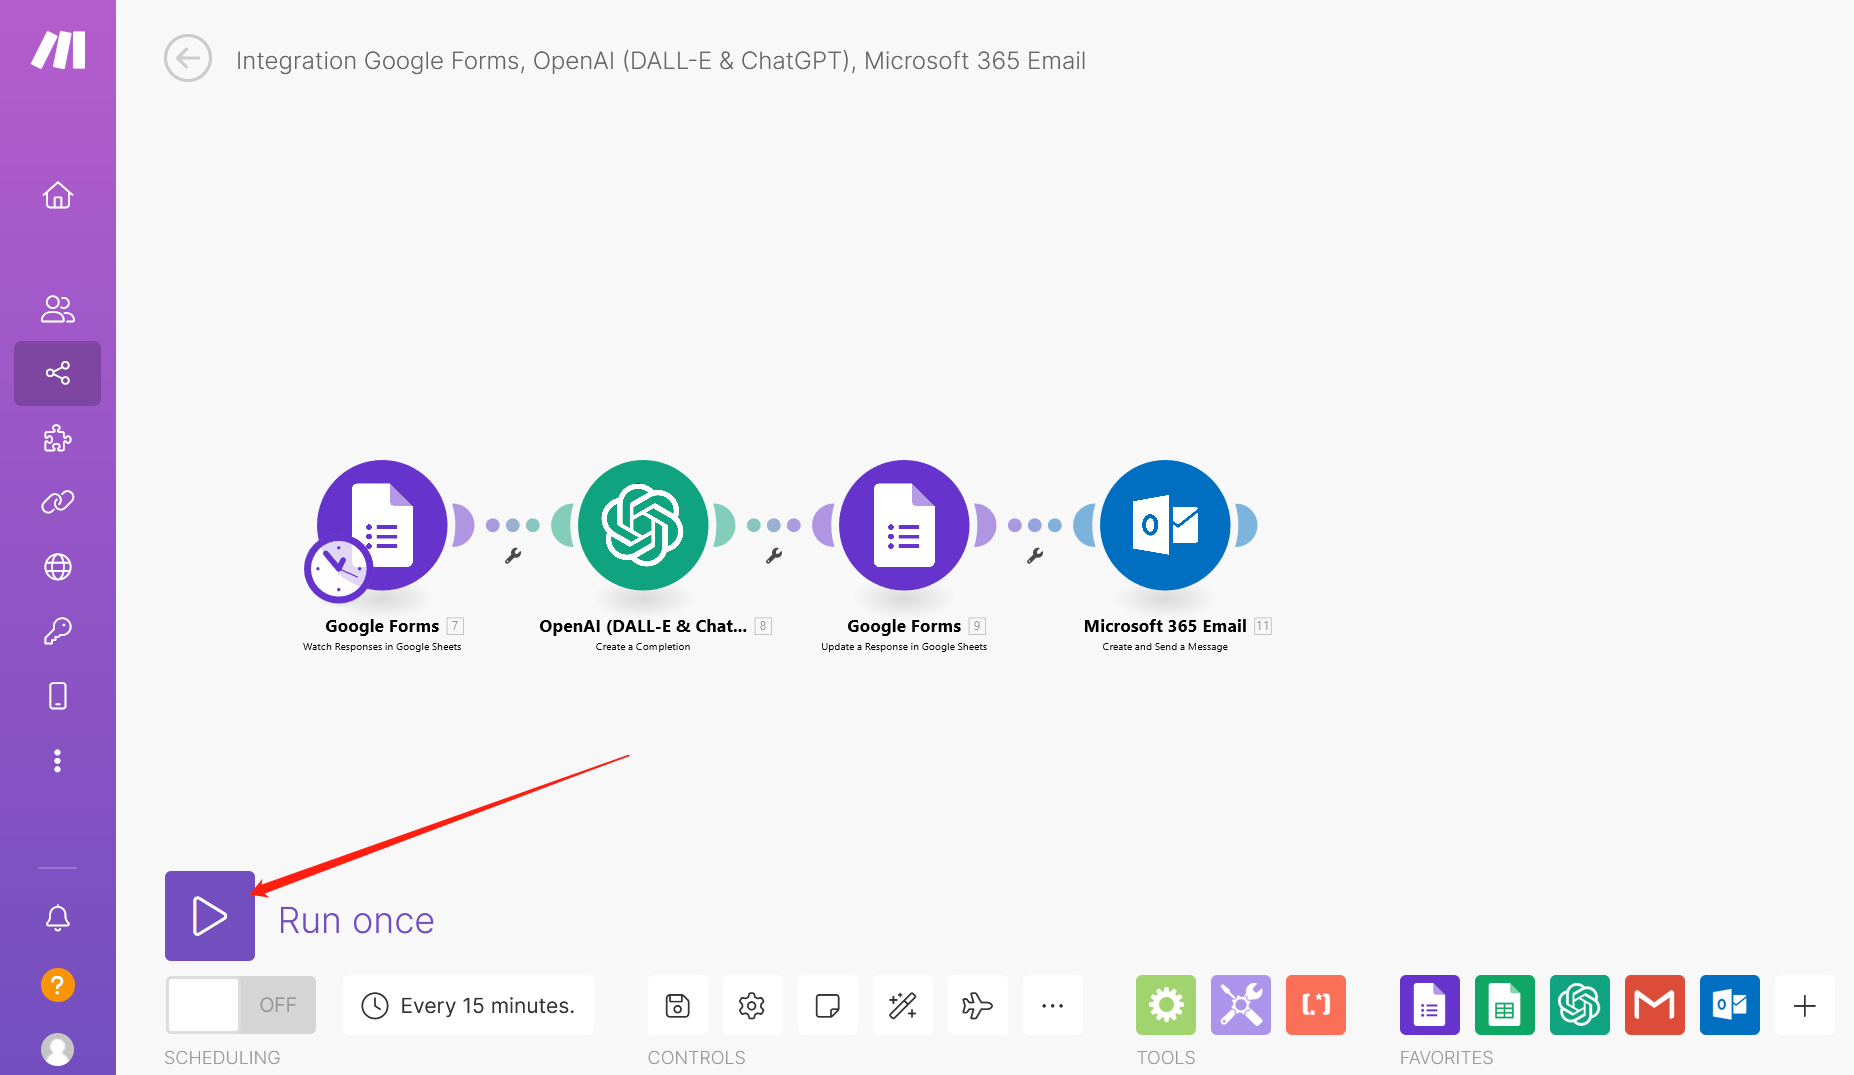 Integration Google Forms, OpenAI (DALL-E & ChatGPT), Microsoft 365 Email
Google Forms 7
Watch Responses in Google Sheets
OpenAI (DALL-E & Chat... 8
Create a Completion
Google Forms 9
Update a Response in Google Sheets
Microsoft 365 Email 11
Create and Send a Message
Run once
OFF
Every 15 minutes.
SCHEDULING
CONTROLS
TOOLS
FAVORITES